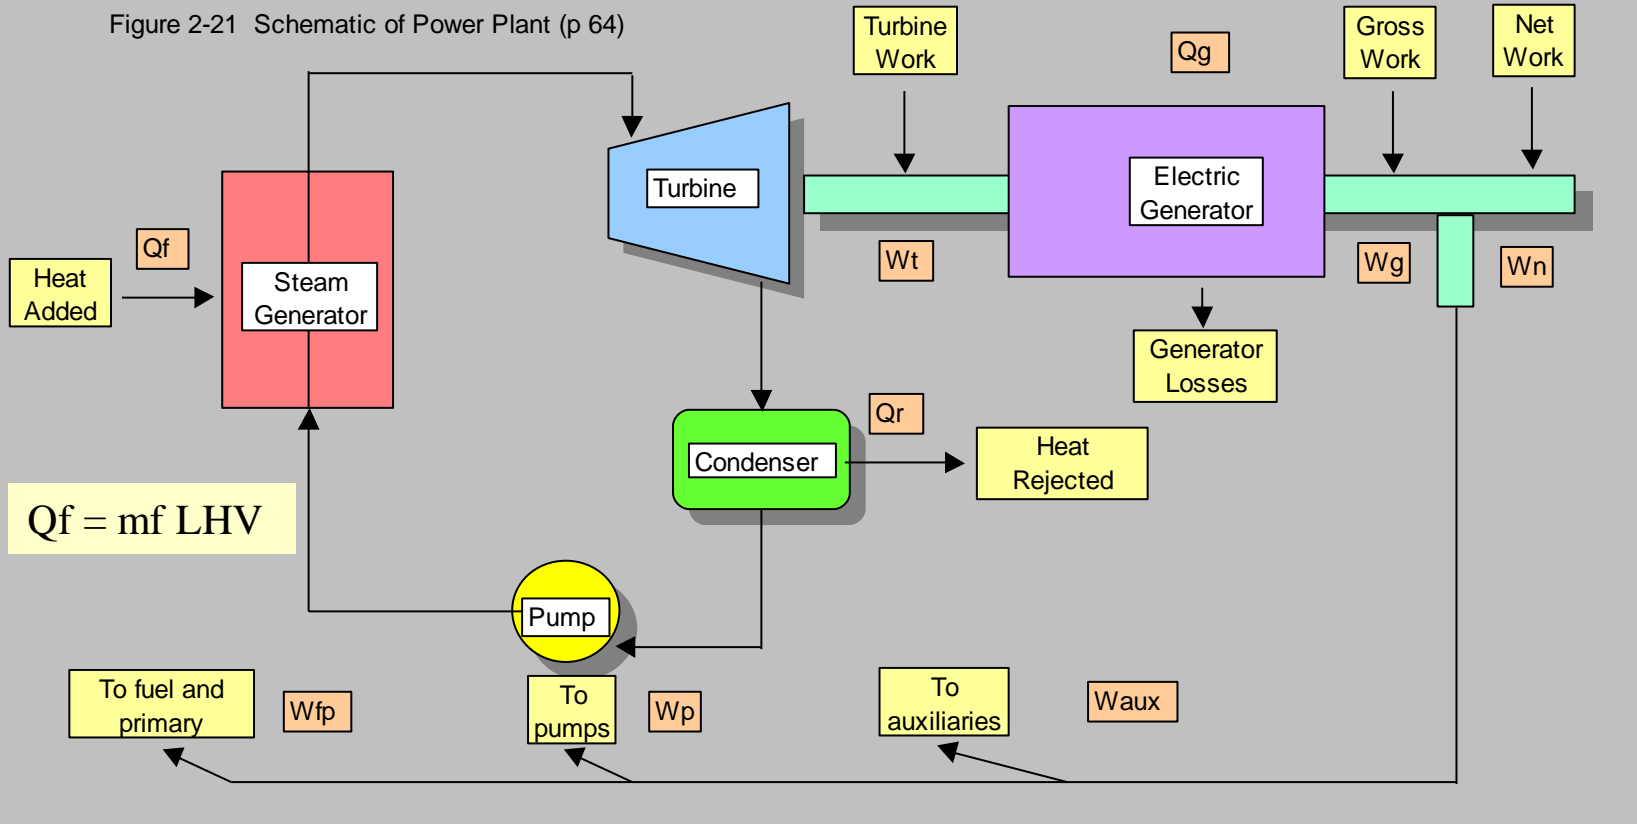 Figure 2-21  Schematic of Power Plant (p 64)
Turbine
Work
Qg
Gross
Work
Net
Work
Turbine
Electric
Generator
Qf
Heat
Added
Steam
Generator
Wt
Wg
Wn
Generator
Losses
Qr
Condenser
Heat
Rejected
Qf = mf LHV
Pump
To fuel and
primary
Wfp
To
pumps
Wp
To
auxiliaries
Waux